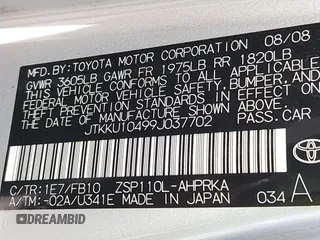 MFD. BY: TOYOTA MOTOR CORPORATION 08/08
GVWR 3605LB GAWR FR 1975LB RR 1820LB
THIS VEHICLE CONFORMS TO ALL APPLICABLE
FEDERAL MOTOR VEHICLE SAFETY, BUMPER, AND
THEFT PREVENTION STANDARDS IN EFFECT ON
THE DATE OF MANUFACTURE SHOWN ABOVE.
JTKKU10499J037702 PASS. CAR
C/TR: 1E7/FB10 ZSP110L-AHPRKA
A/TM: -02A/U341E MADE IN JAPAN 034 A
DREAMBID